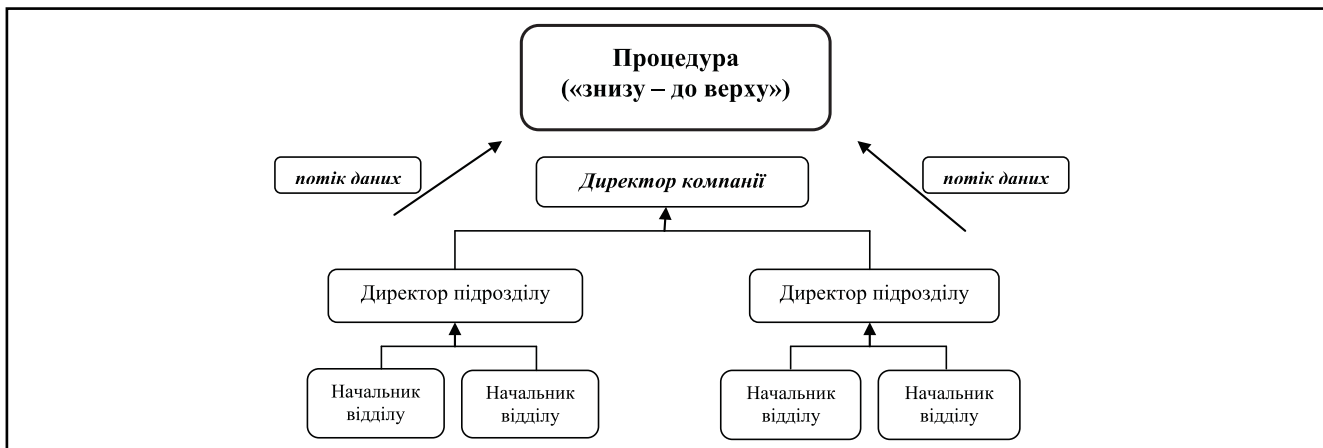 Процедура
(«знизу – до верху»)
потік даних
Директор компанії
потік даних
Директор підрозділу
Директор підрозділу
Начальник
відділу
Начальник
відділу
Начальник
відділу
Начальник
відділу